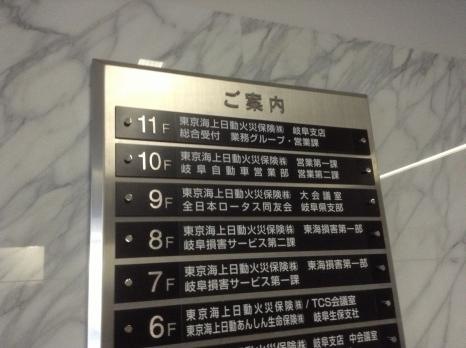 ご案内
11F 東京海上日動火災保険㈱ 岐阜支店
総合受付 業務グループ・営業課
10F 東京海上日動火災保険㈱ 営業第一課
岐阜自動車営業部 営業第二課
9F 東京海上日動火災保険㈱ 大会議室
全日本ロータス同友会 岐阜県支部
8F 東京海上日動火災保険㈱ 東海損害第一部
岐阜損害サービス第二課
7F 東京海上日動火災保険㈱ 東海損害第一部
岐阜損害サービス第一課
6F 東京海上日動火災保険㈱/TCS会議室
東京海上日動あんしん生命保険㈱ 岐阜生保支社
岐阜支店 中会議室